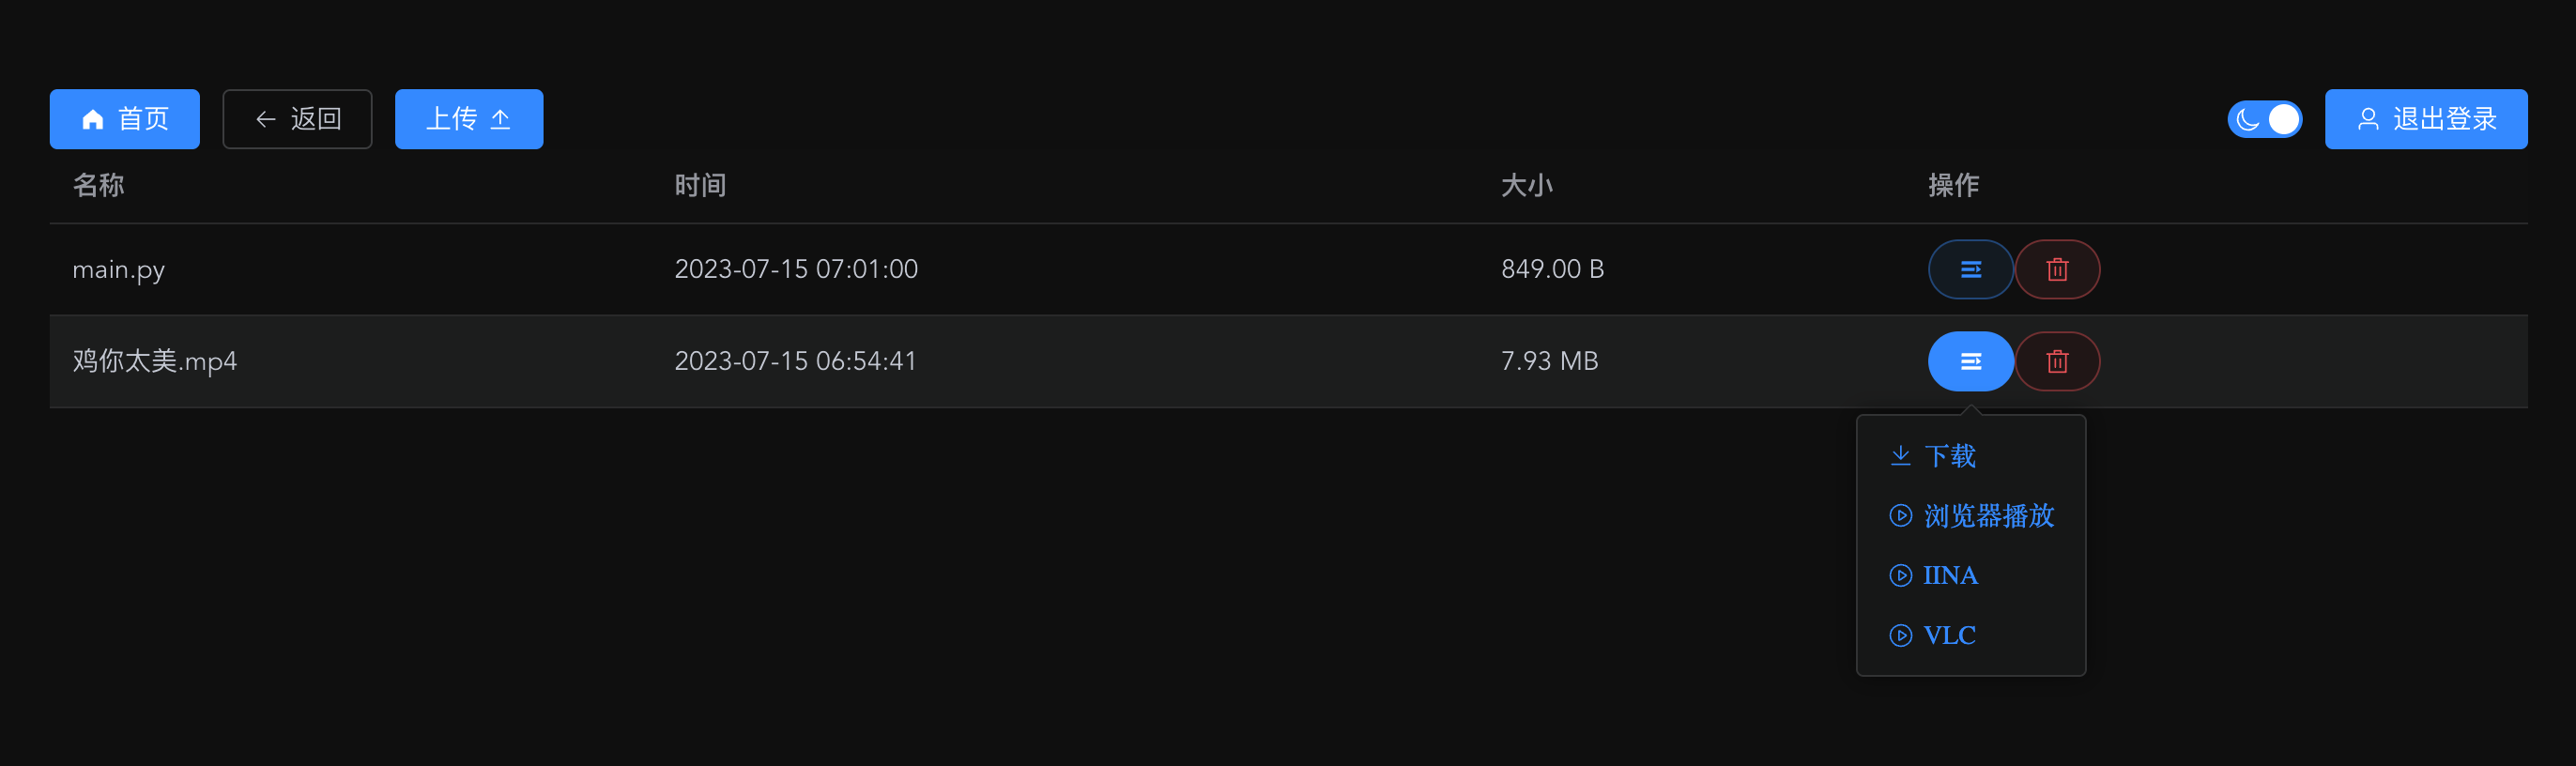 首页 返回 上传 退出登录
名称 时间 大小 操作
main.py 2023-07-15 07:01:00 849.00 B
鸡你太美.mp4 2023-07-15 06:54:41 7.93 MB
下载
浏览器播放
IINA
VLC